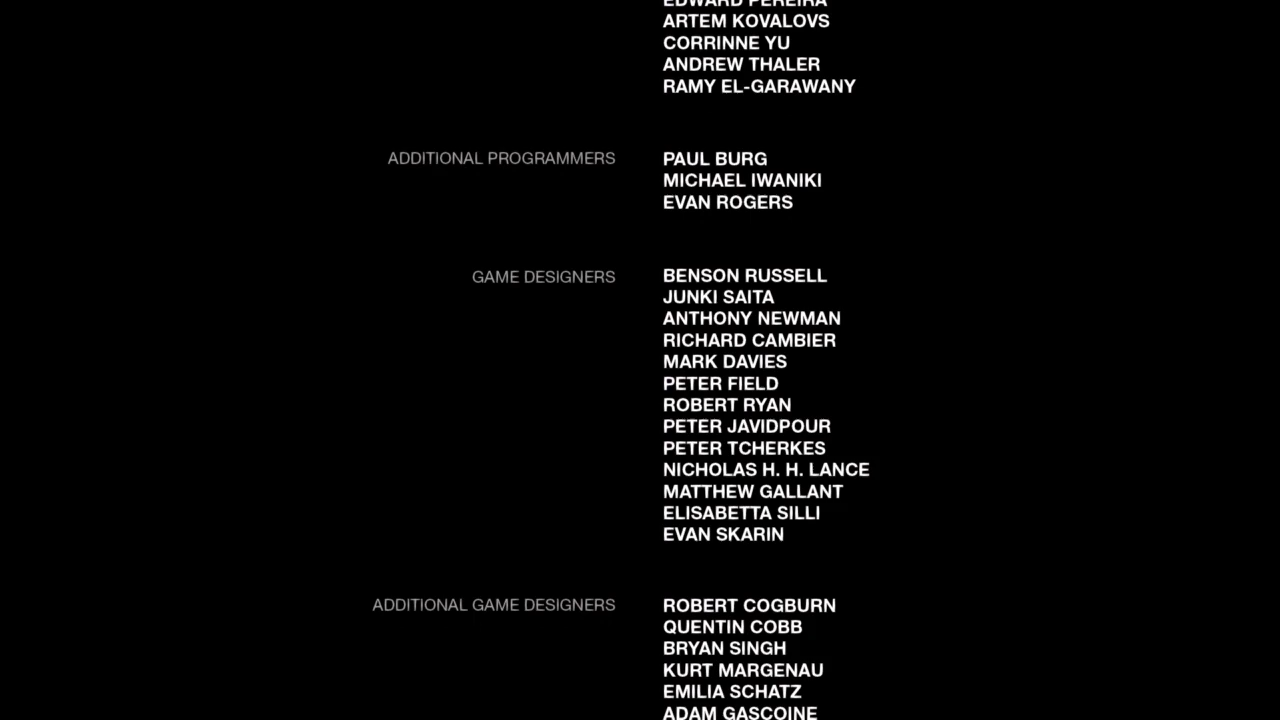 EDWARD PEREIRA
ARTEM KOVALOVS
CORRINNE YU
ANDREW THALER
RAMY EL-GARAWANY
ADDITIONAL PROGRAMMERS PAUL BURG
MICHAEL IWANIKI
EVAN ROGERS
GAME DESIGNERS BENSON RUSSELL
JUNKI SAITA
ANTHONY NEWMAN
RICHARD CAMBIER
MARK DAVIES
PETER FIELD
ROBERT RYAN
PETER JAVIDPOUR
PETER TCHERKES
NICHOLAS H. H. LANCE
MATTHEW GALLANT
ELISABETTA SILLI
EVAN SKARIN
ADDITIONAL GAME DESIGNERS ROBERT COGBURN
QUENTIN COBB
BRYAN SINGH
KURT MARGENAU
EMILIA SCHATZ
ADAM GASCOINE